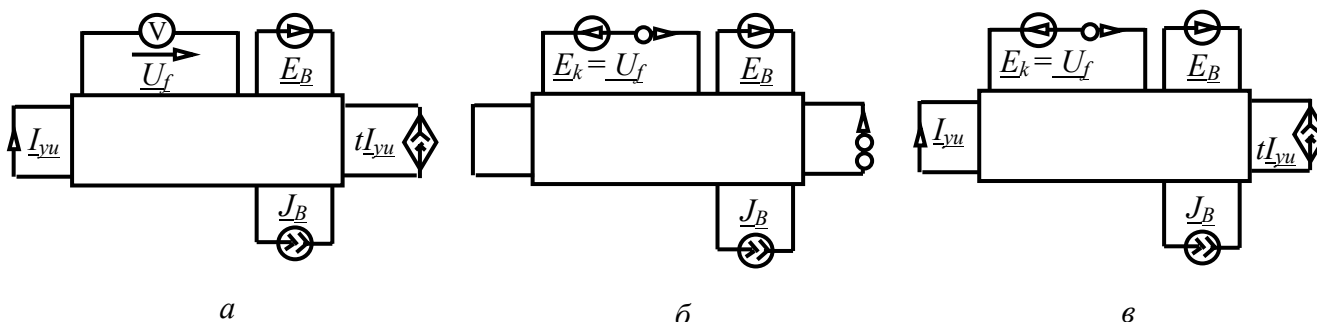 V
U_f
E_B
I_yu
tI_yu
J_B
а
E_k = U_f
E_B
J_B
б
E_k = U_f
E_B
I_yu
tI_yu
J_B
в